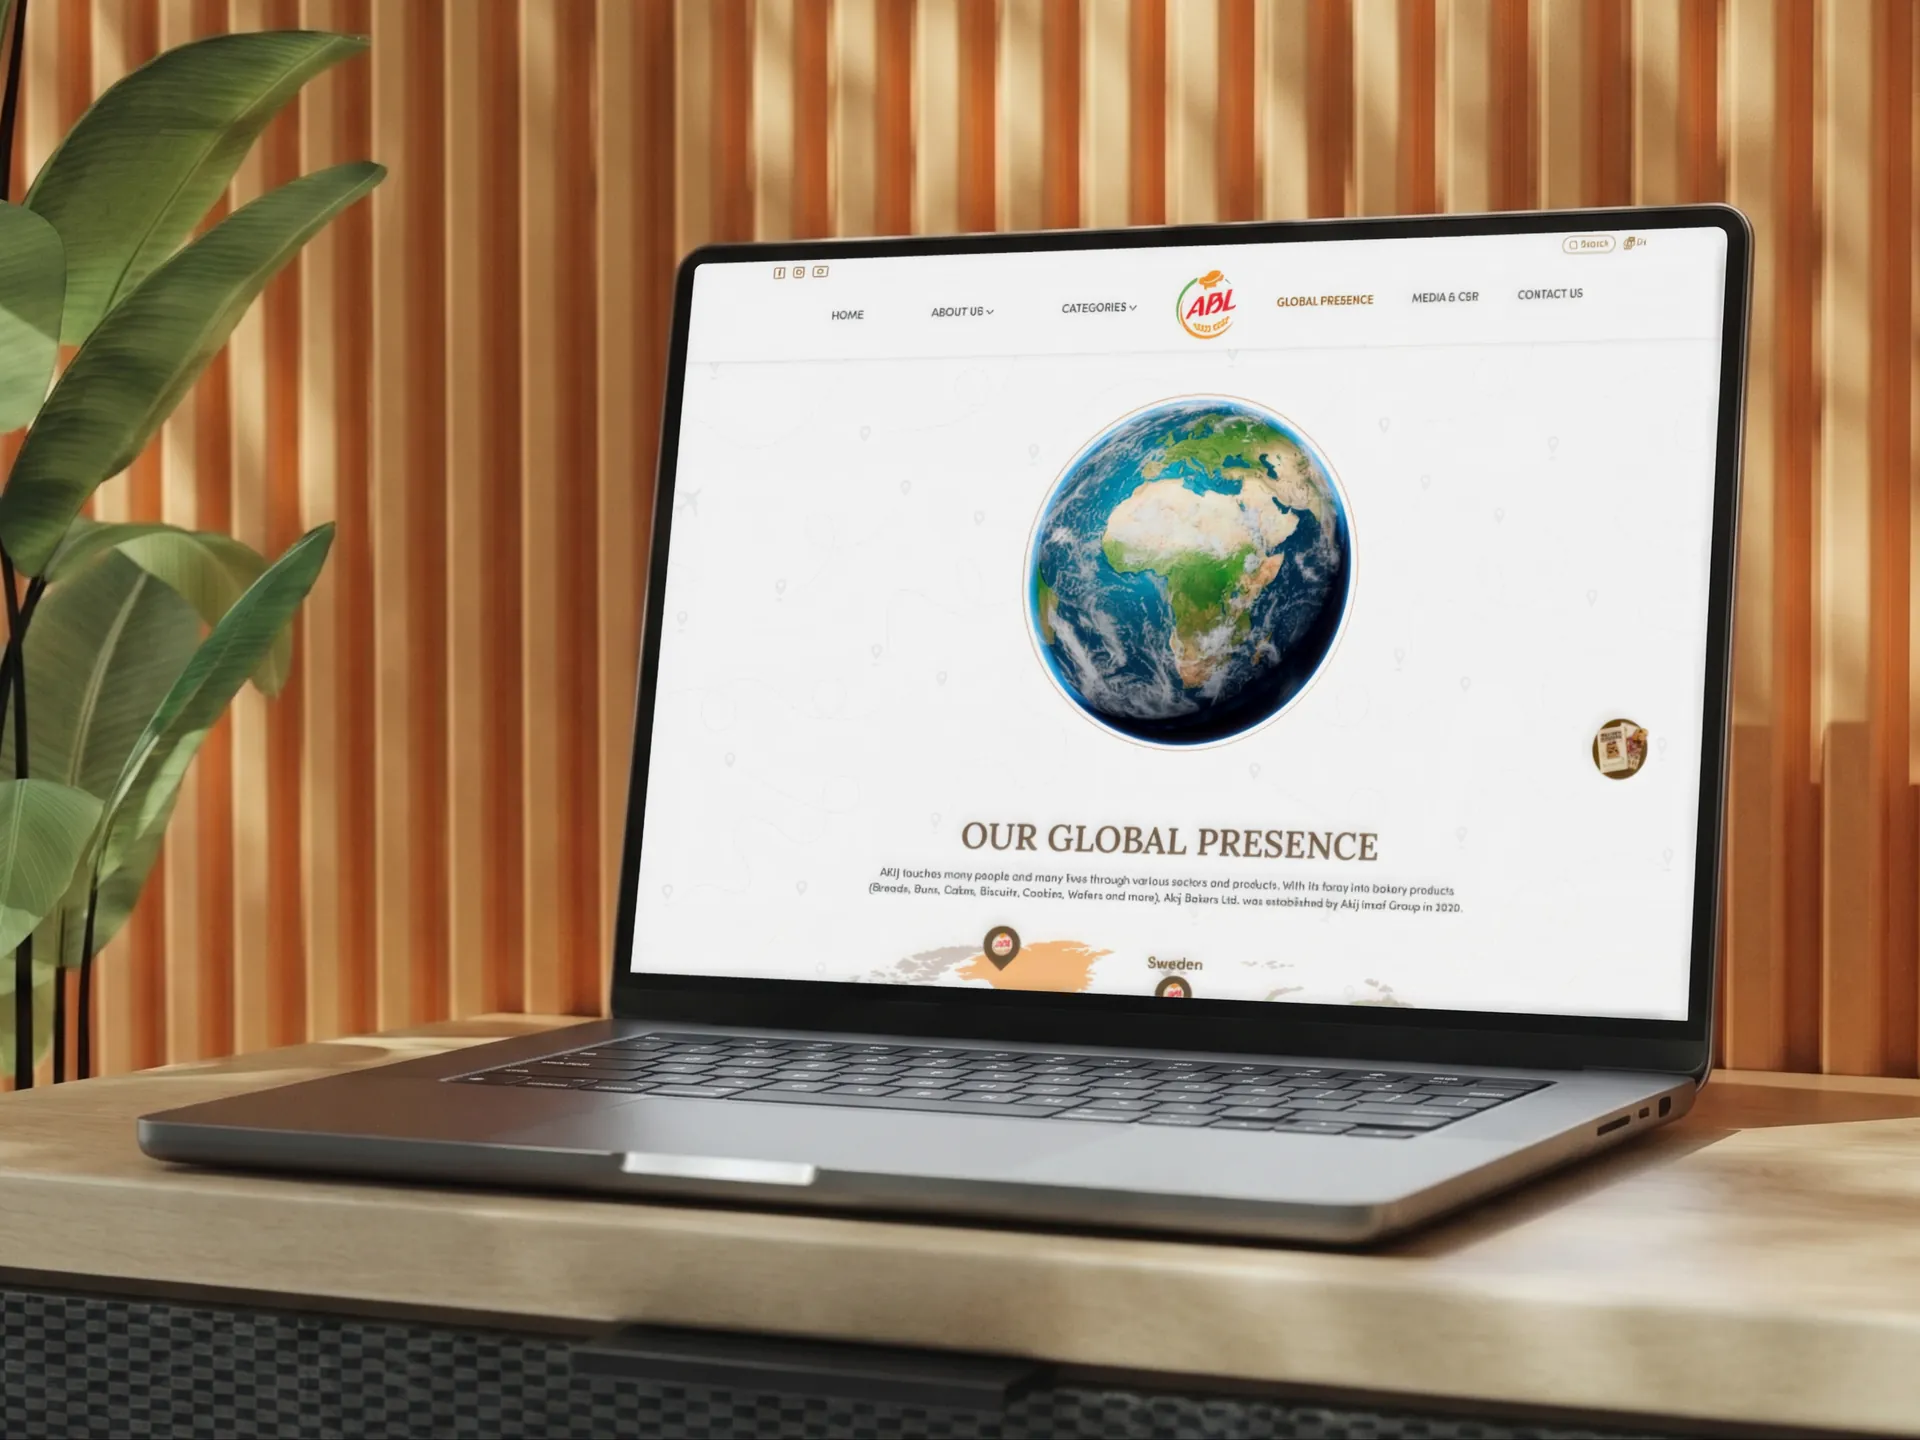 Search
HOME
ABOUT US
CATEGORIES
ABL
GLOBAL PRESENCE
MEDIA & CSR
CONTACT US
OUR GLOBAL PRESENCE
AKIJ touches many people and many lives through various sectors and products. With its foray into bakery products
(Breads, Buns, Cakes, Biscuits, Cookies, Wafers and more), Akij Bakers Ltd. was established by Akij Insaf Group in 2020.
Sweden